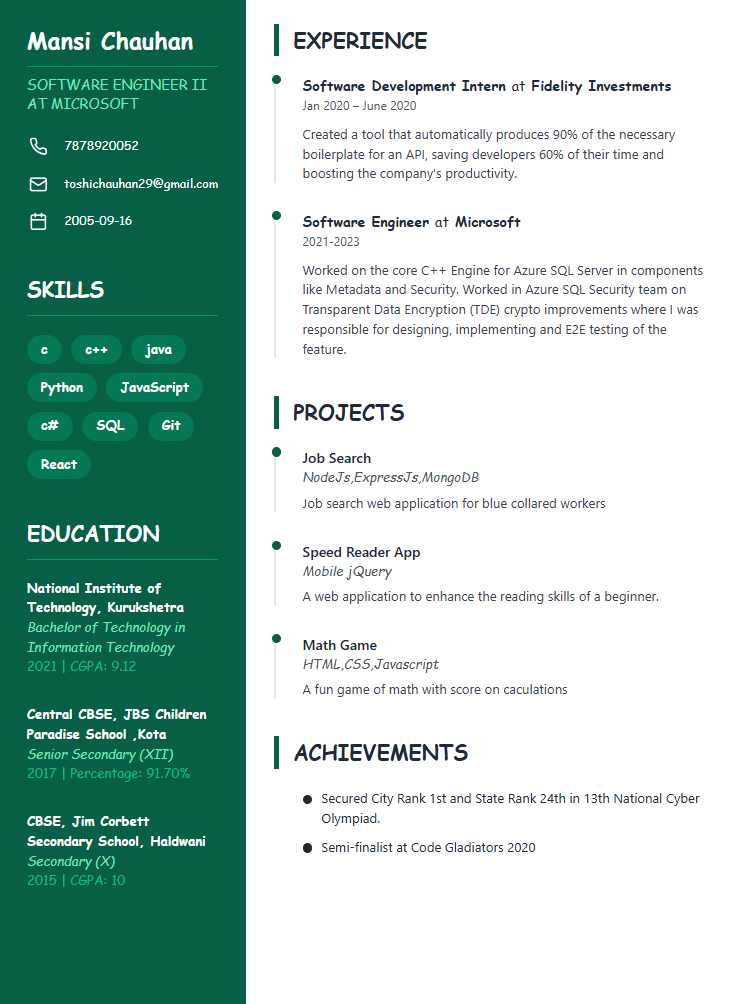 Mansi Chauhan
SOFTWARE ENGINEER II
AT MICROSOFT
7878920052
toshichauhan29@gmail.com
2005-09-16
SKILLS
c
c++
java
Python
JavaScript
c#
SQL
Git
React
EDUCATION
National Institute of
Technology, Kurukshetra
Bachelor of Technology in
Information Technology
2021 | CGPA: 9.12
Central CBSE, JBS Children
Paradise School ,Kota
Senior Secondary (XII)
2017 | Percentage: 91.70%
CBSE, Jim Corbett
Secondary School, Haldwani
Secondary (X)
2015 | CGPA: 10
EXPERIENCE
Software Development Intern at Fidelity Investments
Jan 2020 – June 2020
Created a tool that automatically produces 90% of the necessary
boilerplate for an API, saving developers 60% of their time and
boosting the company's productivity.
Software Engineer at Microsoft
2021-2023
Worked on the core C++ Engine for Azure SQL Server in components
like Metadata and Security. Worked in Azure SQL Security team on
Transparent Data Encryption (TDE) crypto improvements where I was
responsible for designing, implementing and E2E testing of the
feature.
PROJECTS
Job Search
NodeJs,ExpressJs,MongoDB
Job search web application for blue collared workers
Speed Reader App
Mobile jQuery
A web application to enhance the reading skills of a beginner.
Math Game
HTML,CSS,Javascript
A fun game of math with score on caculations
ACHIEVEMENTS
Secured City Rank 1st and State Rank 24th in 13th National Cyber
Olympiad.
Semi-finalist at Code Gladiators 2020